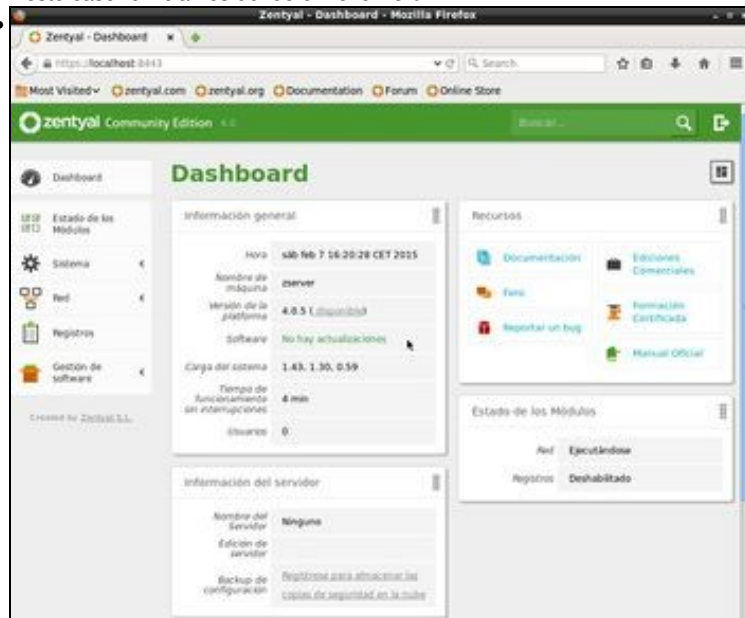 Zentyal - Dashboard - Mozilla Firefox
Zentyal - Dashboard
https://localhost:8443
Search
Most Visited
zentyal.com
zentyal.org
Documentation
Forum
Online Store
zentyal Community Edition 4.0
Buscar...
Dashboard
Estado de los Módulos
Sistema
Red
Registros
Gestión de software
Created by Zentyal S.L.
Dashboard
Información general
Hora sáb feb 7 16:20:28 CET 2015
Nombre de máquina zserver
Versión de la plataforma 4.0.5 ( disponible)
Software No hay actualizaciones
Carga del sistema 1.43, 1.30, 0.59
Tiempo de funcionamiento sin interrupciones 4 min
Usuarios 0
Información del servidor
Nombre del Servidor Ninguno
Edición de servidor
Backup de configuración Regístrese para almacenar las copias de seguridad en la nube
Recursos
Documentación
Foro
Reportar un bug
Ediciones Comerciales
Formación Certificada
Manual Oficial
Estado de los Módulos
Red Ejecutándose
Registros Deshabilitado